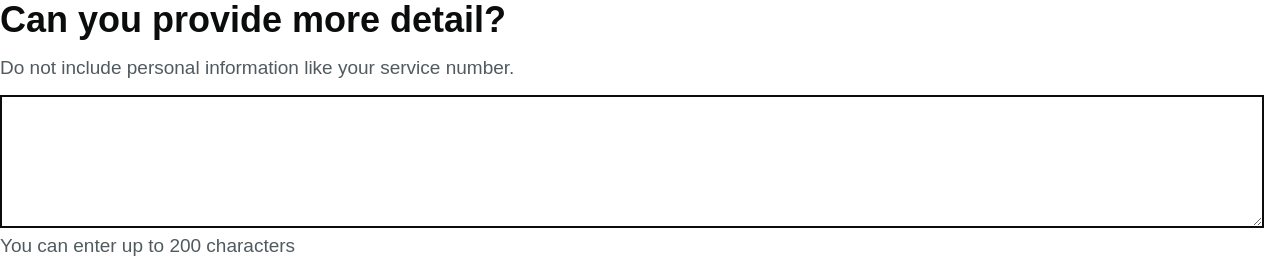 Can you provide more detail?
Do not include personal information like your service number.
You can enter up to 200 characters